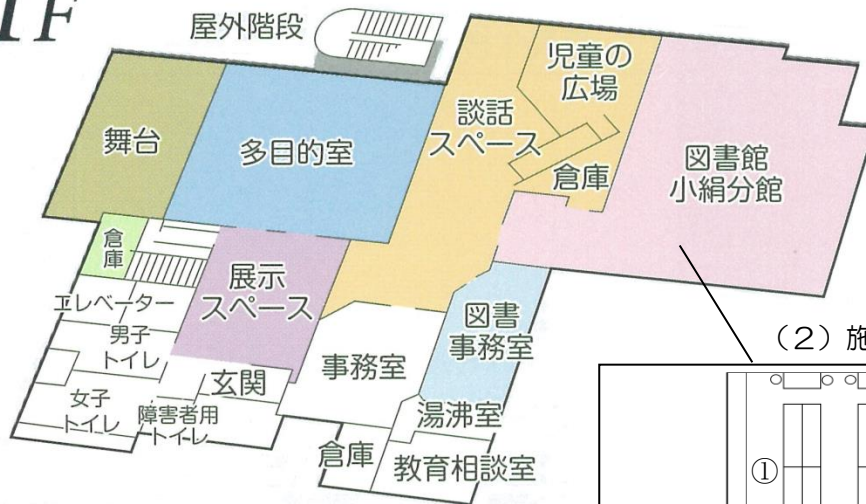 1F
屋外階段
児童の
広場
談話
スペース
舞台
多目的室
図書館
小絹分館
倉庫
倉庫
展示
スペース
エレベーター
図書
事務室
男子
トイレ
事務室
(2)施
玄関
女子
トイレ
障害者用
トイレ
湯沸室
倉庫
教育相談室
①